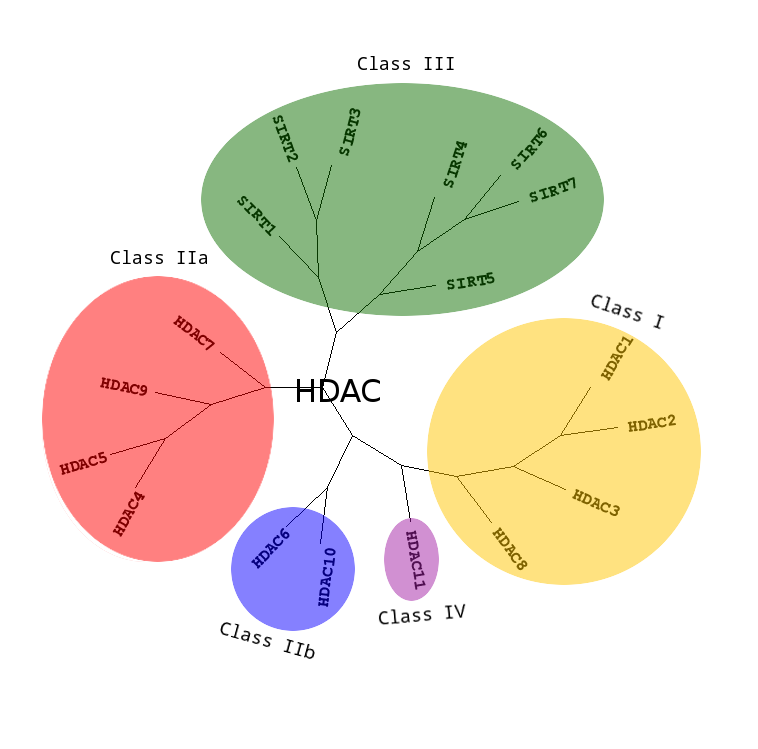 Class III
SIRT2
SIRT3
SIRT4
SIRT6
SIRT7
SIRT1
SIRT5
Class IIa
HDAC7
HDAC9
HDAC5
HDAC4
HDAC
Class I
HDAC1
HDAC2
HDAC3
HDAC8
HDAC6
HDAC10
Class IIb
HDAC11
Class IV